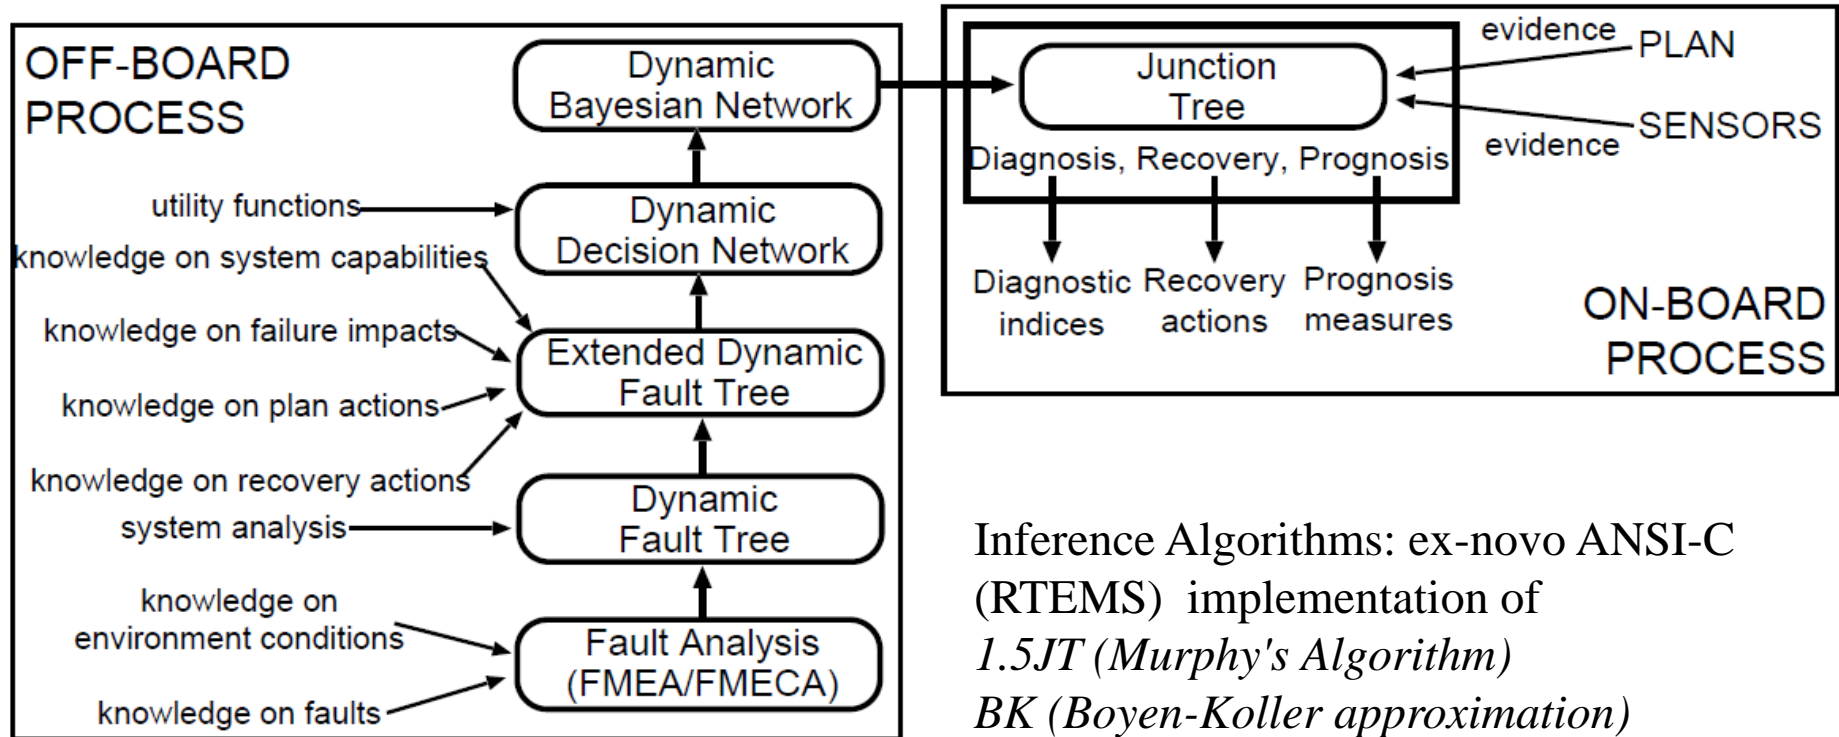 OFF-BOARD
PROCESS
Dynamic
Bayesian Network
utility functions
Dynamic
Decision Network
knowledge on system capabilities
knowledge on failure impacts
Extended Dynamic
Fault Tree
knowledge on plan actions
knowledge on recovery actions
system analysis
Dynamic
Fault Tree
knowledge on
environment conditions
Fault Analysis
(FMEA/FMECA)
knowledge on faults
Junction
Tree
evidence
PLAN
SENSORS
evidence
Diagnosis, Recovery, Prognosis
Diagnostic
indices
Recovery
actions
Prognosis
measures
ON-BOARD
PROCESS
Inference Algorithms: ex-novo ANSI-C
(RTEMS) implementation of
1.5JT (Murphy's Algorithm)
BK (Boyen-Koller approximation)